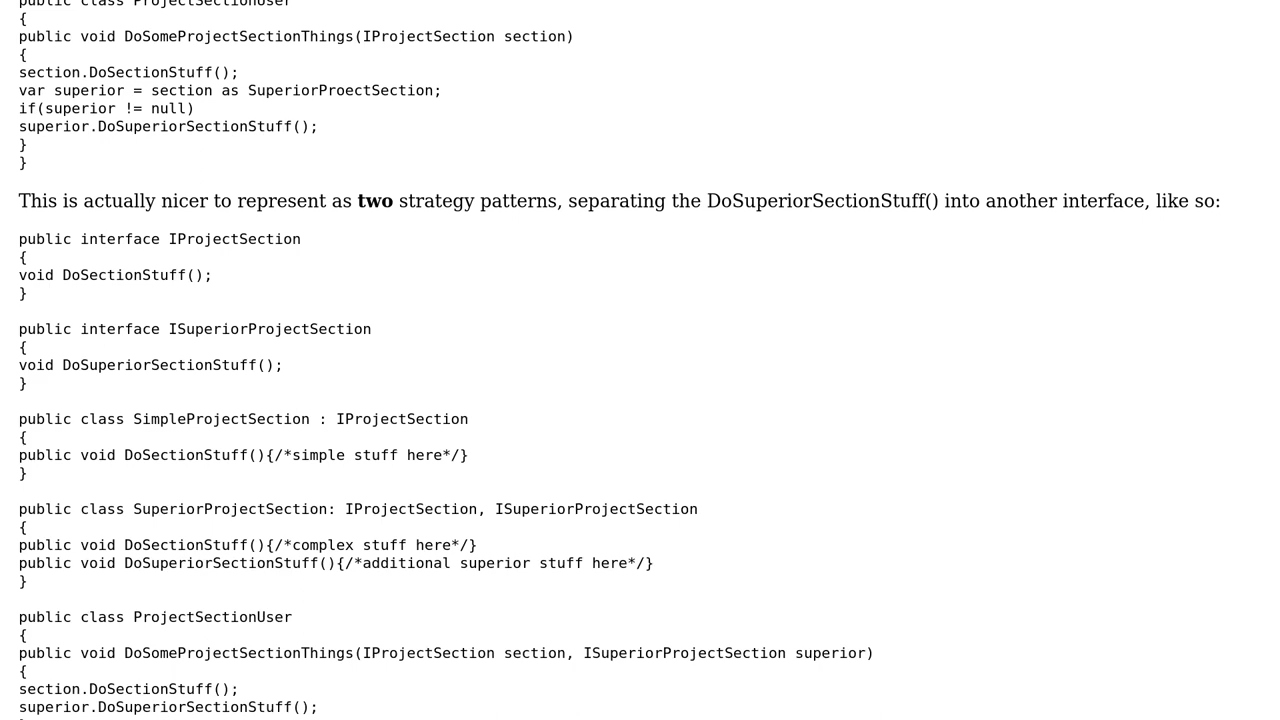 public class ProjectSectionUser
{
public void DoSomeProjectSectionThings(IProjectSection section)
{
section.DoSectionStuff();
var superior = section as SuperiorProectSection;
if(superior != null)
superior.DoSuperiorSectionStuff();
}
}
This is actually nicer to represent as two strategy patterns, separating the DoSuperiorSectionStuff() into another interface, like so:
public interface IProjectSection
{
void DoSectionStuff();
}
public interface ISuperiorProjectSection
{
void DoSuperiorSectionStuff();
}
public class SimpleProjectSection : IProjectSection
{
public void DoSectionStuff(){/*simple stuff here*/}
}
public class SuperiorProjectSection: IProjectSection, ISuperiorProjectSection
{
public void DoSectionStuff(){/*complex stuff here*/}
public void DoSuperiorSectionStuff(){/*additional superior stuff here*/}
}
public class ProjectSectionUser
{
public void DoSomeProjectSectionThings(IProjectSection section, ISuperiorProjectSection superior)
{
section.DoSectionStuff();
superior.DoSuperiorSectionStuff();